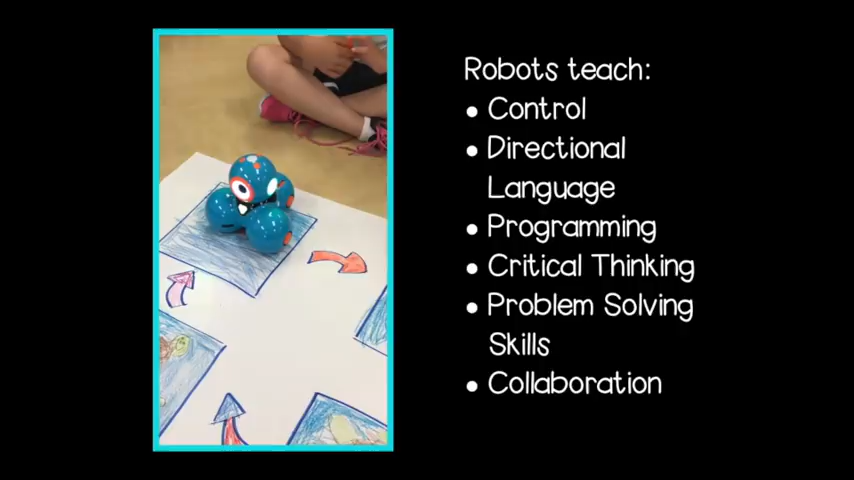 Robots teach:
• Control
• Directional
Language
• Programming
• Critical Thinking
• Problem Solving
Skills
• Collaboration